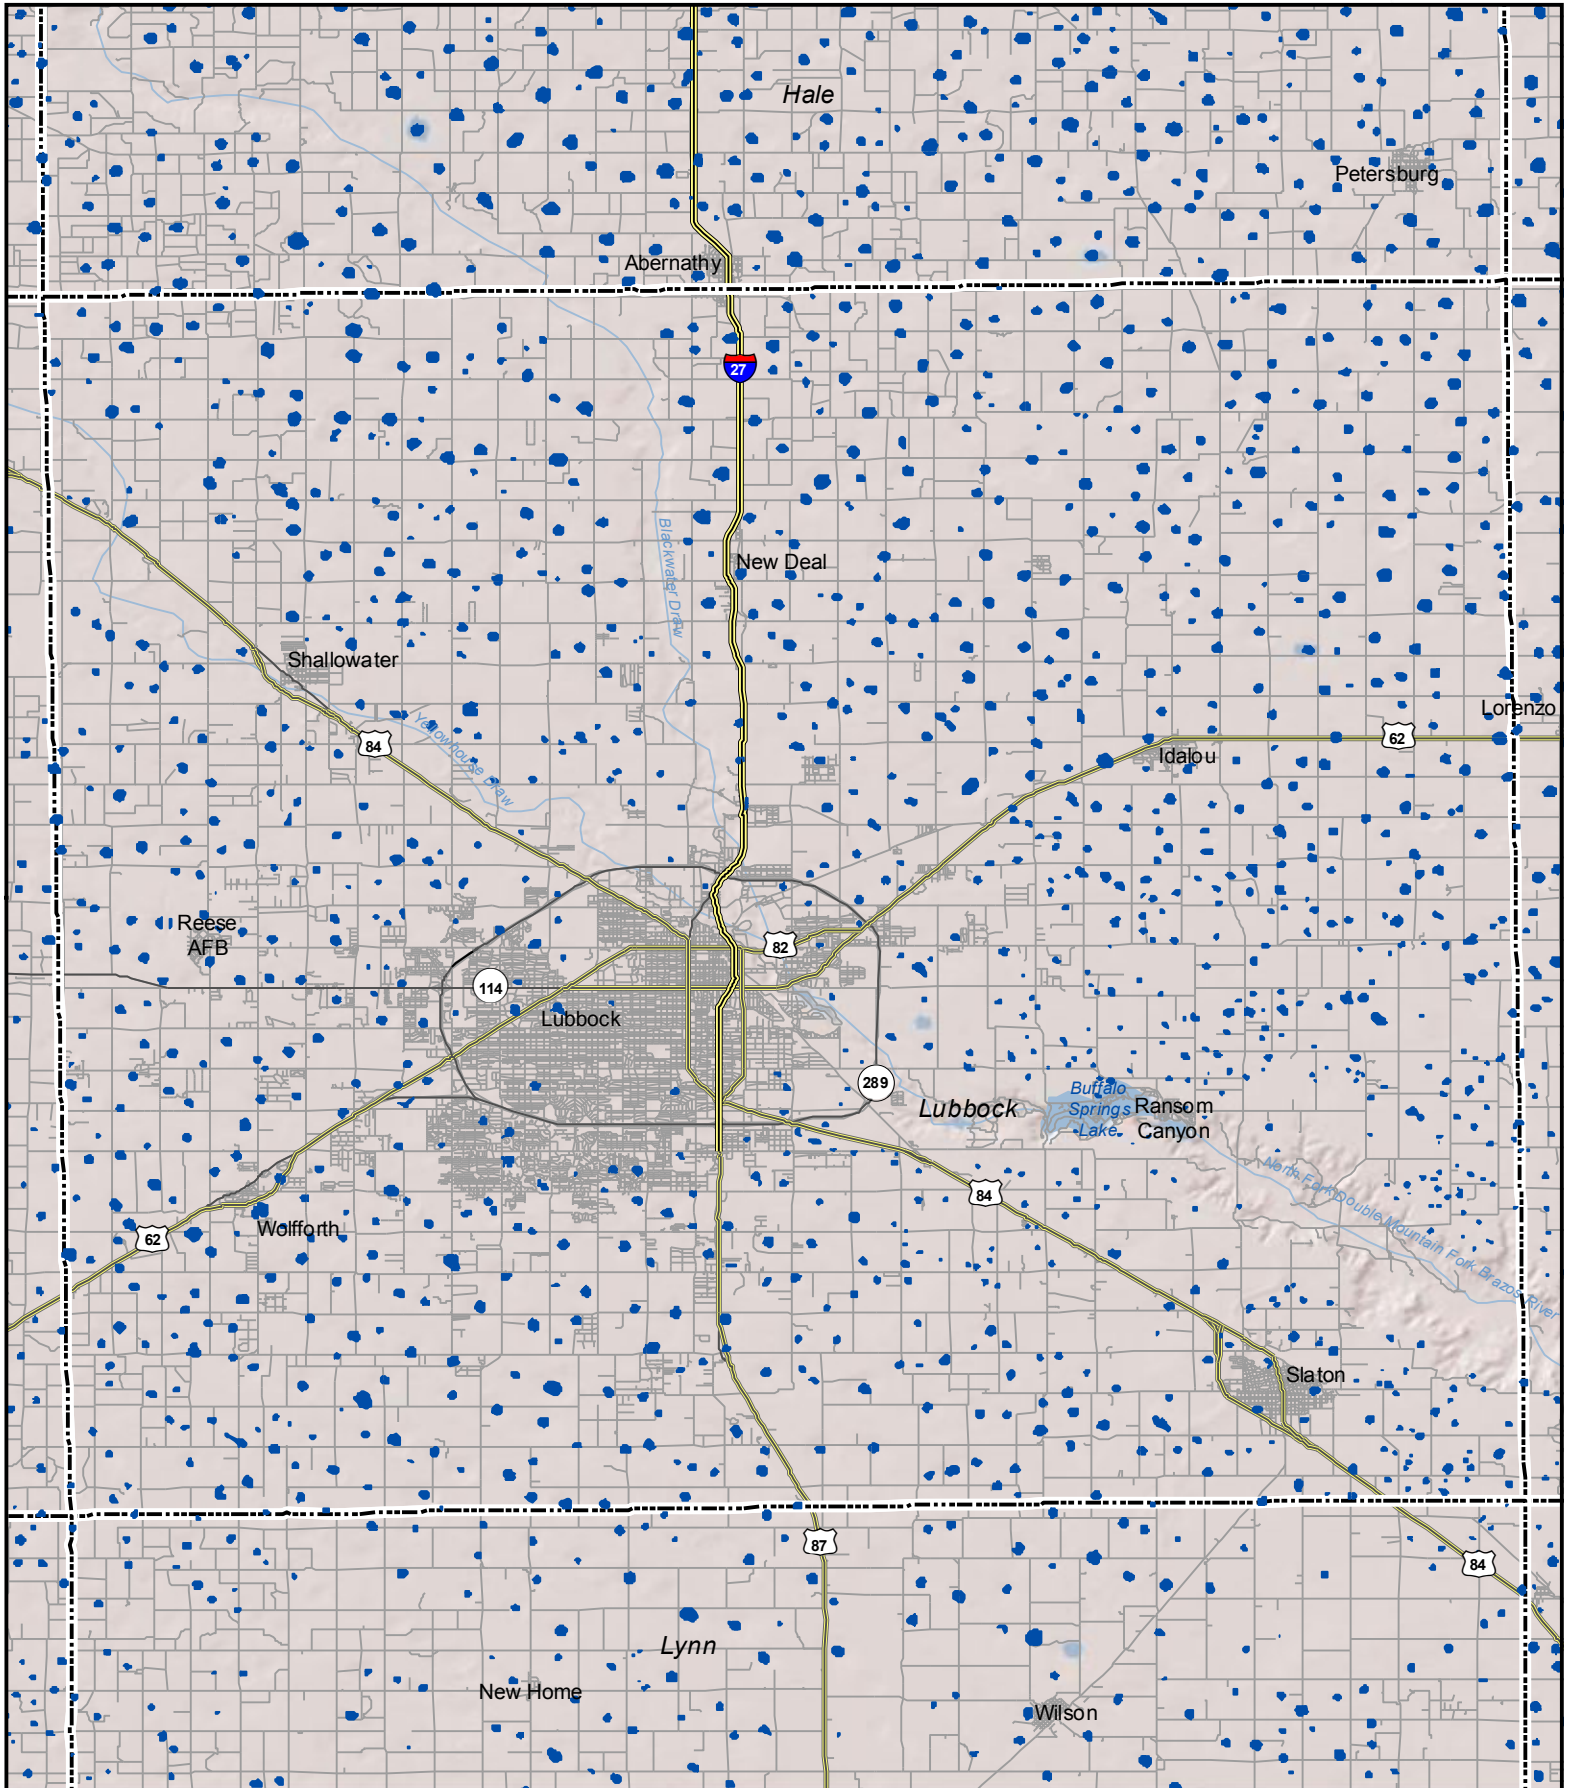 Hale
Petersburg
Abernathy
27
Blackwater Draw
New Deal
Shallowater
Lorenzo
Yellowhouse Draw
84
62
Idalou
Reese
AFB
82
114
Lubbock
289
Buffalo
Springs
Lake
Lubbock
Ransom
Canyon
North Fork Double Mountain Fork Brazos River
84
Wolfforth
62
Slaton
87
84
Lynn
New Home
Wilson